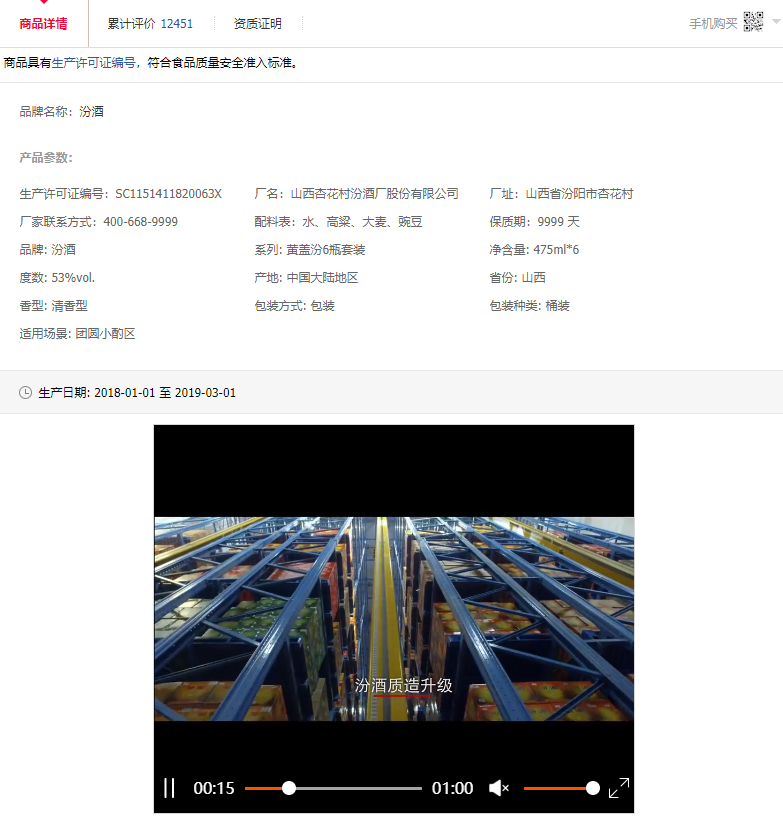 商品详情 累计评价 12451 资质证明 手机购买
商品具有生产许可证编号，符合食品质量安全准入标准。
品牌名称：汾酒
产品参数：
生产许可证编号：SC1151411820063X 厂名：山西杏花村汾酒厂股份有限公司 厂址：山西省汾阳市杏花村
厂家联系方式：400-668-9999 配料表：水、高粱、大麦、豌豆 保质期：9999 天
品牌: 汾酒 系列: 黄盖汾6瓶套装 净含量: 475ml*6
度数: 53%vol. 产地: 中国大陆地区 省份: 山西
香型: 清香型 包装方式: 包装 包装种类: 桶装
适用场景: 团圆小酌区
生产日期: 2018-01-01 至 2019-03-01
汾酒质造升级
00:15 01:00